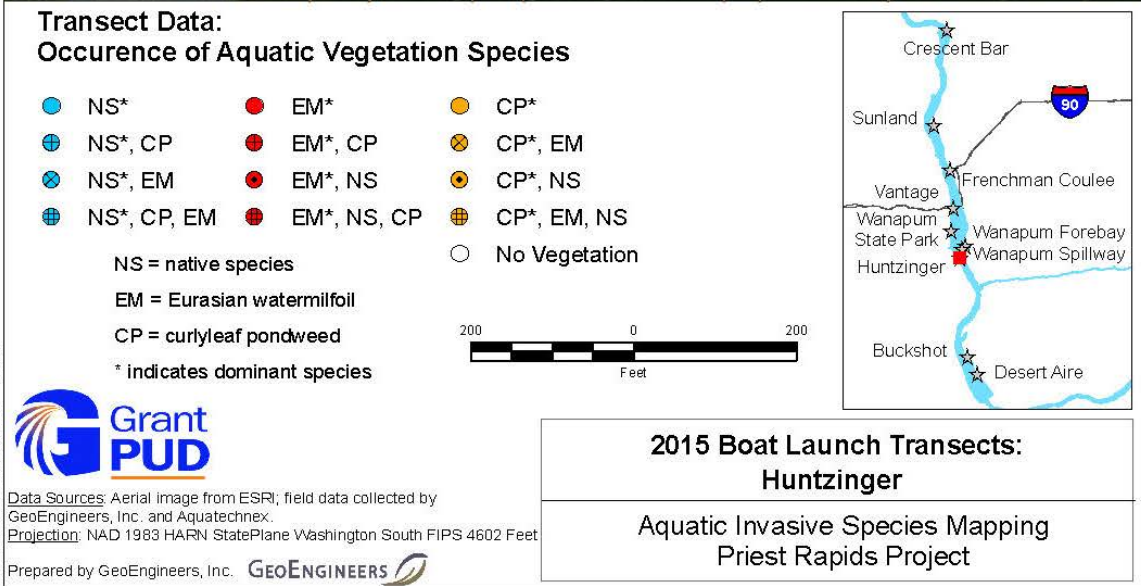 Transect Data:
Occurence of Aquatic Vegetation Species
NS*
NS*, CP
NS*, EM
NS*, CP, EM
EM*
EM*, CP
EM*, NS
EM*, NS, CP
CP*
CP*, EM
CP*, NS
CP*, EM, NS
No Vegetation
NS = native species
EM = Eurasian watermilfoil
CP = curlyleaf pondweed
* indicates dominant species
200 0 200
Feet
Crescent Bar
90
Sunland
Frenchman Coulee
Vantage
Wanapum
State Park
Wanapum Forebay
Wanapum Spillway
Huntzinger
Buckshot
Desert Aire
Grant
PUD
Data Sources: Aerial image from ESRI; field data collected by
GeoEngineers, Inc. and Aquatechnex.
Projection: NAD 1983 HARN StatePlane Washington South FIPS 4602 Feet
Prepared by GeoEngineers, Inc. GEOENGINEERS
2015 Boat Launch Transects:
Huntzinger
Aquatic Invasive Species Mapping
Priest Rapids Project